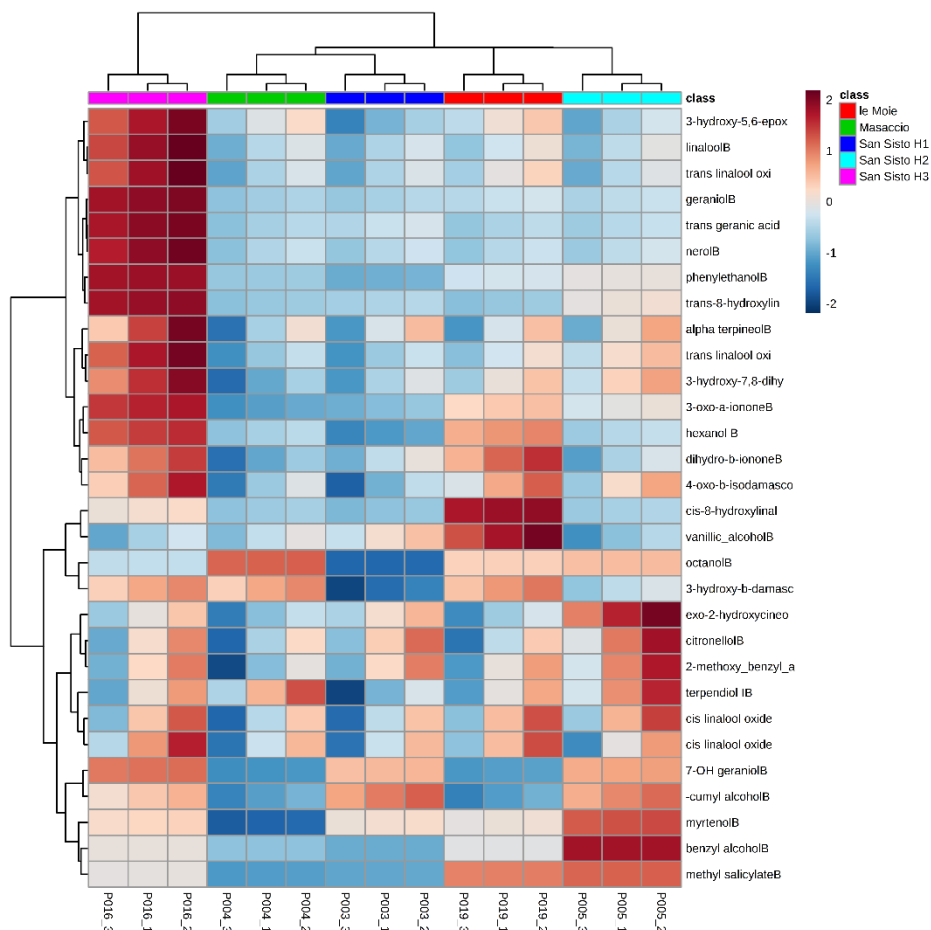 class
3-hydroxy-5,6-epox
linaloolB
trans linalool oxi
geraniolB
trans geranic acid
nerolB
phenylethanolB
trans-8-hydroxylin
alpha terpineolB
trans linalool oxi
3-hydroxy-7,8-dihy
3-oxo-a-iononeB
hexanol B
dihydro-b-iononeB
4-oxo-b-isodamasco
cis-8-hydroxylinal
vanillic_alcoholB
octanolB
3-hydroxy-b-damasc
exo-2-hydroxycineo
citronellolB
2-methoxy_benzyl_a
terpendiol IB
cis linalool oxide
cis linalool oxide
7-OH geraniolB
-cumyl alcoholB
myrtenolB
benzyl alcoholB
methyl salicylateB
2
1
0
-1
-2
class
le Moie
Masaccio
San Sisto H1
San Sisto H2
San Sisto H3
P016_3
P016_1
P016_2
P004_3
P004_1
P004_2
P003_3
P003_1
P003_2
P019_3
P019_1
P019_2
P005_3
P005_1
P005_2